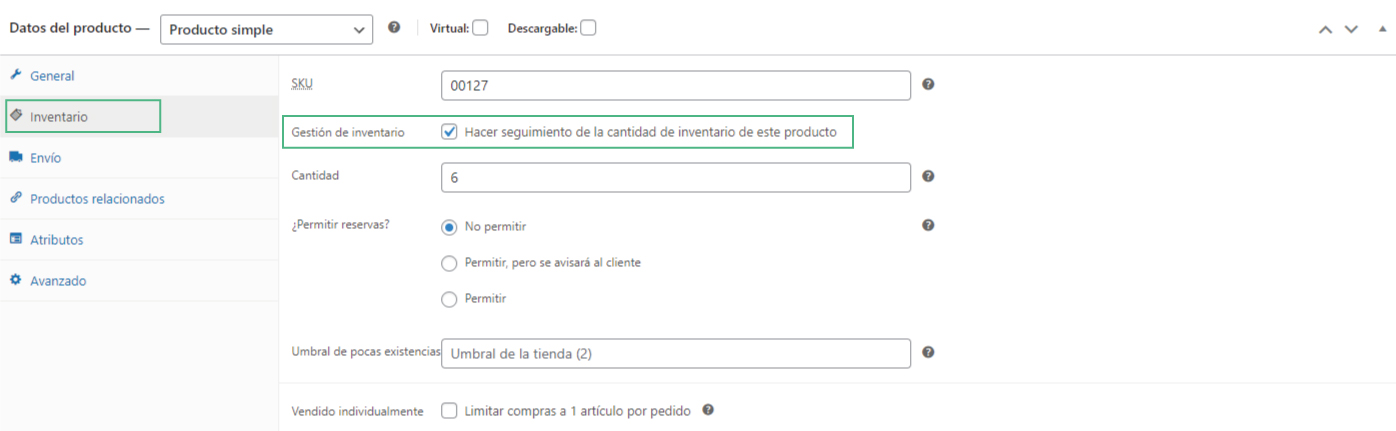 Datos del producto — Producto simple Virtual: Descargable:
General
Inventario
Envío
Productos relacionados
Atributos
Avanzado
SKU 00127
Gestión de inventario Hacer seguimiento de la cantidad de inventario de este producto
Cantidad 6
¿Permitir reservas? No permitir
Permitir, pero se avisará al cliente
Permitir
Umbral de pocas existencias Umbral de la tienda (2)
Vendido individualmente Limitar compras a 1 artículo por pedido